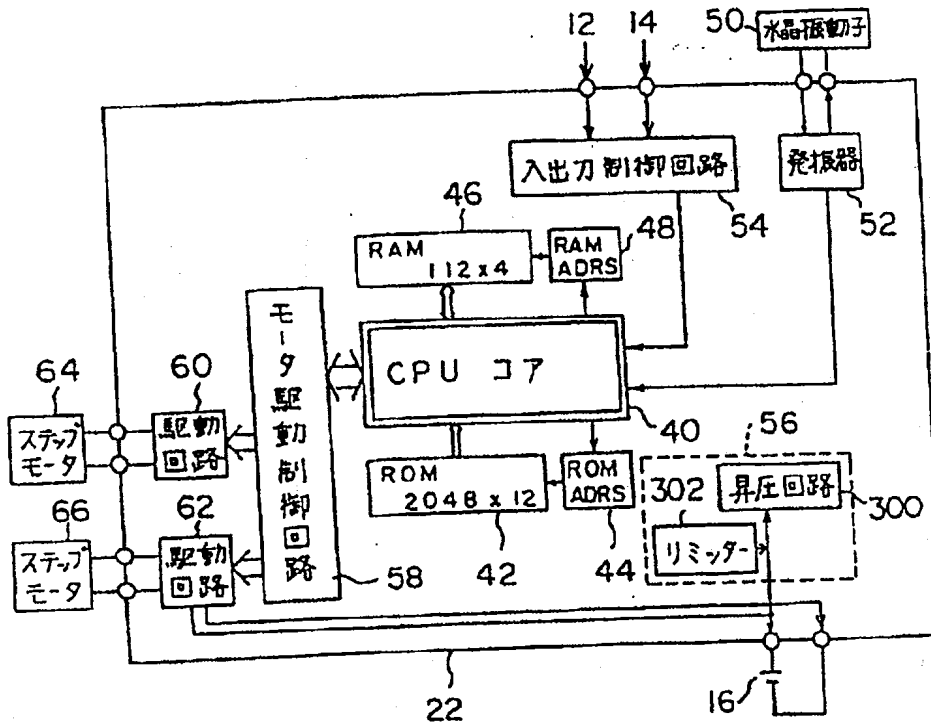 12
14
50
水晶振動子
入出力制御回路
54
発振器
52
46
RAM
112×4
48
RAM
ADRS
モータ駆動制御回路
CPU コア
40
64
60
ステップ
モータ
駆動
回路
66
62
ステップ
モータ
駆動
回路
58
ROM
2048×12
42
ROM
ADRS
44
56
302
昇圧回路
300
リミッター
22
16